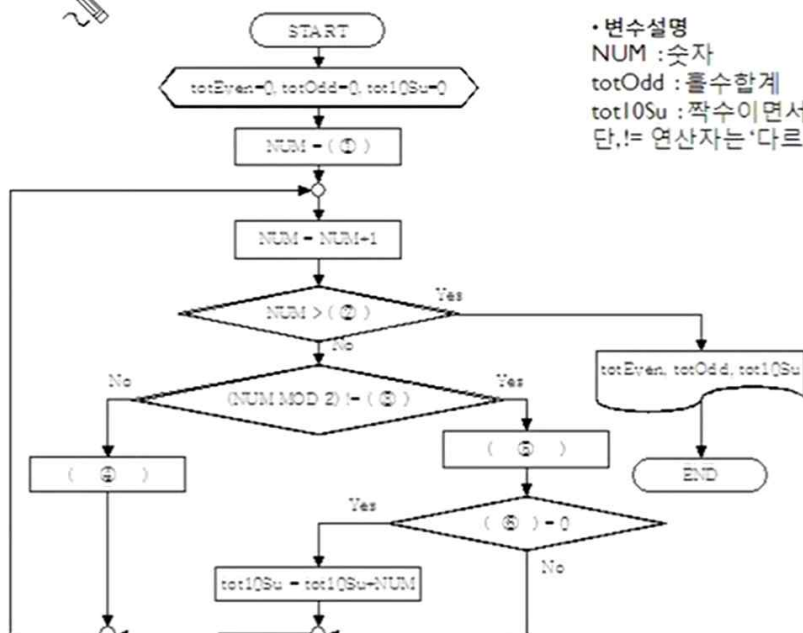 START
totEven=0, totOdd=0, tot10Su=0
NUM = ( ① )
NUM = NUM+1
NUM > ( ② )
Yes
No
(NUM MOD 2) != ( ③ )
No
Yes
( ④ )
( ⑤ )
( ⑥ ) = 0
Yes
No
tot10Su = tot10Su+NUM
totEven, totOdd, tot10Su
END
• 변수설명
NUM : 숫자
totOdd : 홀수합계
tot10Su : 짝수이면서
단, != 연산자는 '다르